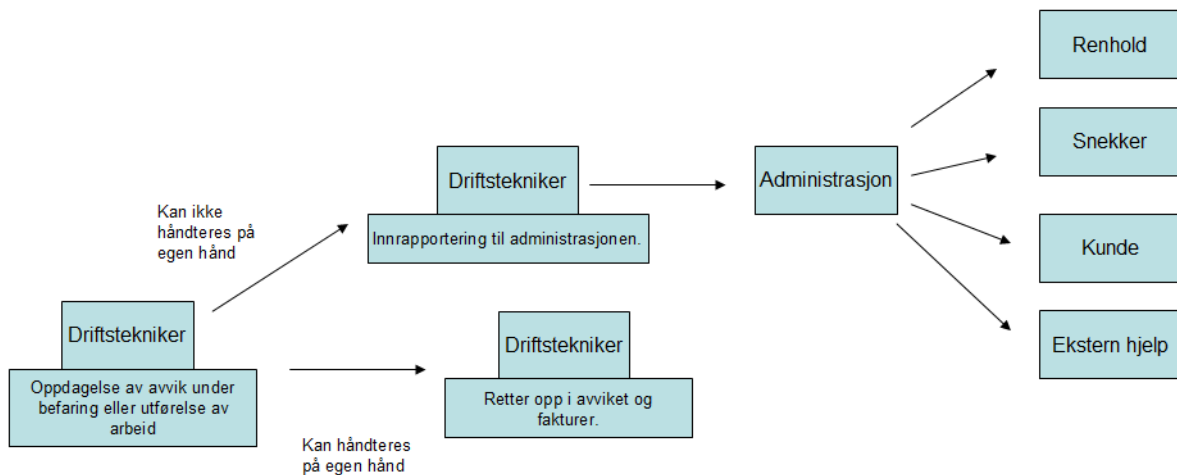 Driftstekniker
Oppdagelse av avvik under
befaring eller utførelse av
arbeid
Kan ikke
håndteres på
egen hånd
Driftstekniker
Innrapportering til administrasjonen.
Kan håndteres
på egen hånd
Driftstekniker
Retter opp i avviket og
fakturer.
Administrasjon
Renhold
Snekker
Kunde
Ekstern hjelp